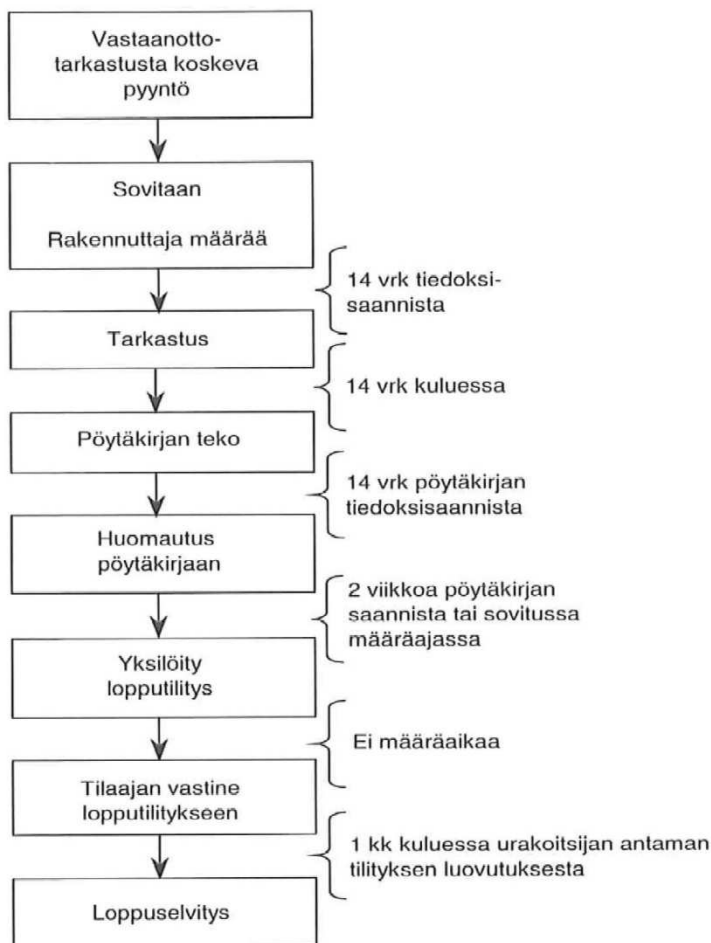 Vastaanotto-
tarkastusta koskeva
pyyntö
Sovitaan
Rakennuttaja määrää
14 vrk tiedoksi-
saannista
Tarkastus
14 vrk kuluessa
Pöytäkirjan teko
14 vrk pöytäkirjan
tiedoksisaannista
Huomautus
pöytäkirjaan
2 viikkoa pöytäkirjan
saannista tai sovitussa
määräajassa
Yksilöity
lopputilitys
Ei määräaikaa
Tilaajan vastine
lopputilitykseen
1 kk kuluessa urakoitsijan antaman
tilityksen luovutuksesta
Loppuselvitys